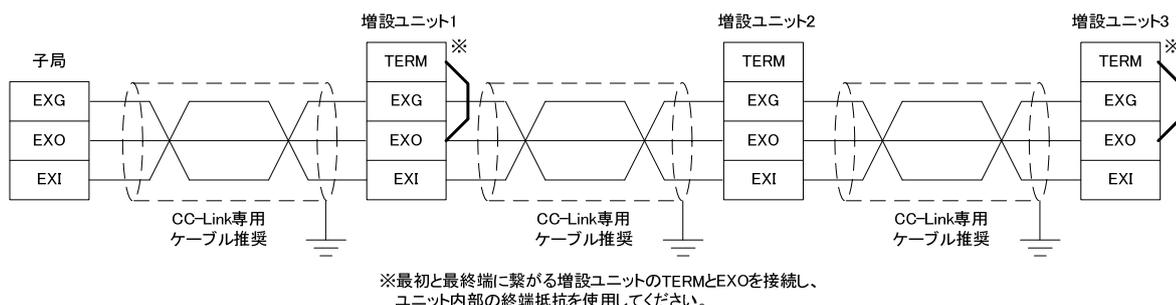 増設ユニット1
増設ユニット2
増設ユニット3
子局
※
※
TERM
TERM
TERM
EXG
EXG
EXG
EXG
EXO
EXO
EXO
EXO
EXI
EXI
EXI
EXI
CC-Link専用
ケーブル推奨
CC-Link専用
ケーブル推奨
CC-Link専用
ケーブル推奨
※最初と最終端に繋がる増設ユニットのTERMとEXOを接続し、
ユニット内部の終端抵抗を使用してください。